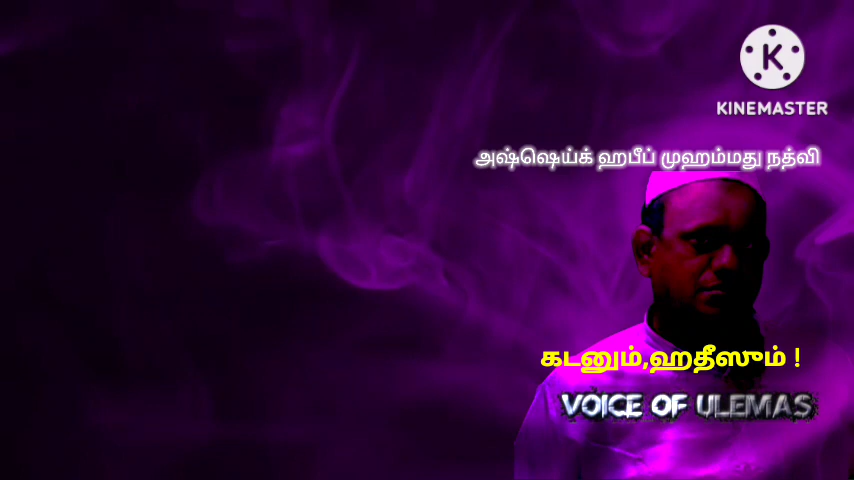 KINEMASTER
அஷ்ஷெய்க் ஹபீப் முஹம்மது நத்வி
கடனும்,ஹதீஸும் !
VOICE OF ULEMAS